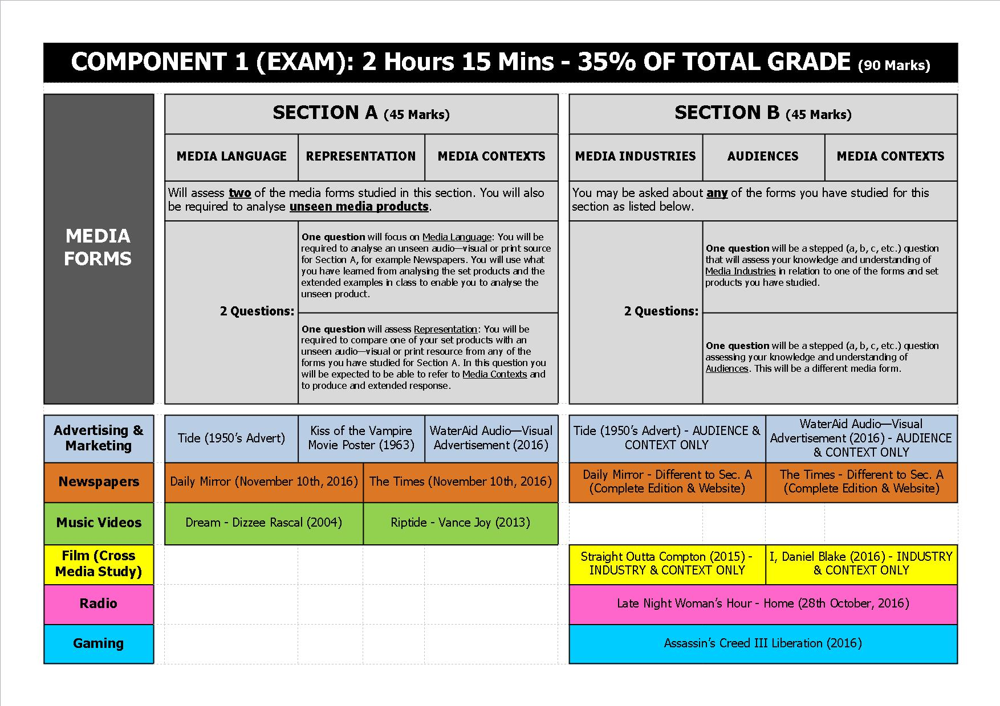 COMPONENT 1 (EXAM): 2 Hours 15 Mins - 35% OF TOTAL GRADE (90 Marks)
MEDIA
FORMS
SECTION A (45 Marks)
MEDIA LANGUAGE
REPRESENTATION
MEDIA CONTEXTS
Will assess two of the media forms studied in this section. You will also
be required to analyse unseen media products.
2 Questions:
One question will focus on Media Language: You will be
required to analyse an unseen audio—visual or print source
for Section A, for example Newspapers. You will use what
you have learned from analysing the set products and the
extended examples in class to enable you to analyse the
unseen product.
One question will assess Representation: You will be
required to compare one of your set products with an
unseen audio—visual or print resource from any of the
forms you have studied for Section A. In this question you
will be expected to be able to refer to Media Contexts and
to produce and extended response.
SECTION B (45 Marks)
MEDIA INDUSTRIES
AUDIENCES
MEDIA CONTEXTS
You may be asked about any of the forms you have studied for this
section as listed below.
2 Questions:
One question will be a stepped (a, b, c, etc.) question
that will assess your knowledge and understanding of
Media Industries in relation to one of the forms and set
products you have studied.
One question will be a stepped (a, b, c, etc.) question
assessing your knowledge and understanding of
Audiences. This will be a different media form.
Advertising &
Marketing
Tide (1950’s Advert)
Kiss of the Vampire
Movie Poster (1963)
WaterAid Audio—Visual
Advertisement (2016)
Tide (1950’s Advert) - AUDIENCE &
CONTEXT ONLY
WaterAid Audio—Visual
Advertisement (2016) - AUDIENCE
& CONTEXT ONLY
Newspapers
Daily Mirror (November 10th, 2016)
The Times (November 10th, 2016)
Daily Mirror - Different to Sec. A
(Complete Edition & Website)
The Times - Different to Sec. A
(Complete Edition & Website)
Music Videos
Dream - Dizzee Rascal (2004)
Riptide - Vance Joy (2013)
Film (Cross
Media Study)
Straight Outta Compton (2015) -
INDUSTRY & CONTEXT ONLY
I, Daniel Blake (2016) - INDUSTRY
& CONTEXT ONLY
Radio
Late Night Woman’s Hour - Home (28th October, 2016)
Gaming
Assassin’s Creed III Liberation (2016)